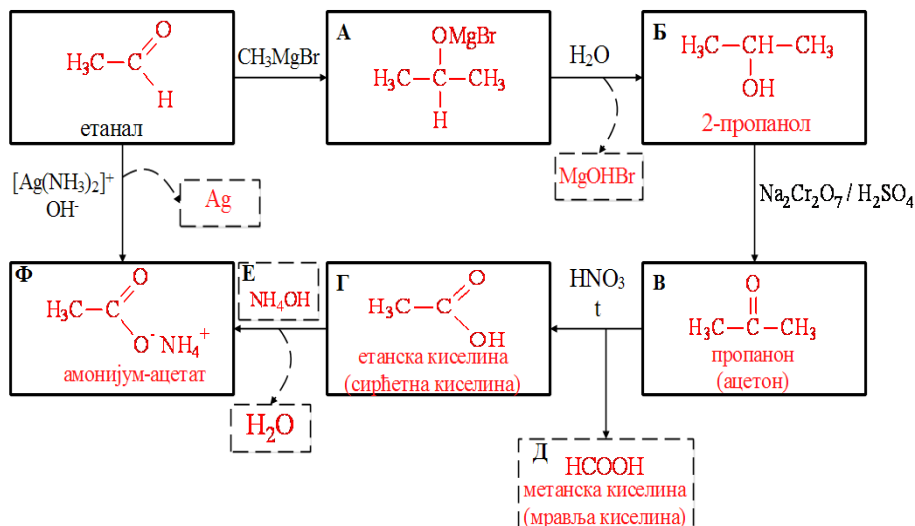 А
Б
O
H₃C—C
H
етанал
CH₃MgBr
OMgBr
H₃C—C—CH₃
H
H₂O
MgOHBr
H₃C—CH—CH₃
OH
2-пропанол
[Ag(NH₃)₂]⁺
OH⁻
Ag
Na₂Cr₂O₇ / H₂SO₄
Ф
O
H₃C—C
O⁻NH₄⁺
амонијум-ацетат
Е
NH₄OH
H₂O
Г
O
H₃C—C
OH
етанска киселина
(сирћетна киселина)
HNO₃
t
В
O
H₃C—C—CH₃
пропанон
(ацетон)
Д
HCOOH
метанска киселина
(мравља киселина)